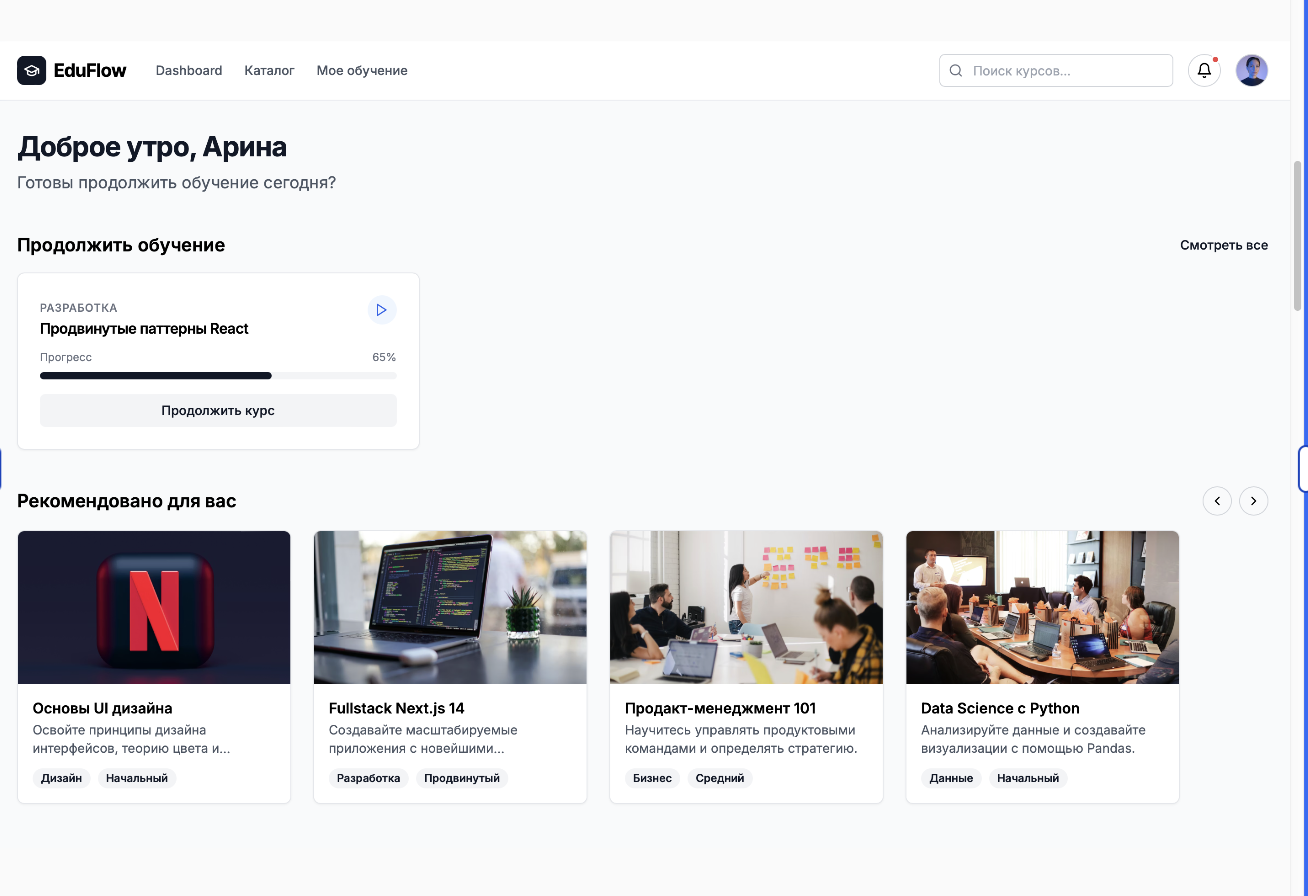 EduFlow
Dashboard
Каталог
Мое обучение
Поиск курсов...
Доброе утро, Арина
Готовы продолжить обучение сегодня?
Продолжить обучение
Смотреть все
РАЗРАБОТКА
Продвинутые паттерны React
Прогресс
65%
Продолжить курс
Рекомендовано для вас
N
Основы UI дизайна
Освойте принципы дизайна
интерфейсов, теорию цвета и...
Дизайн
Начальный
Fullstack Next.js 14
Создавайте масштабируемые
приложения с новейшими...
Разработка
Продвинутый
Продакт-менеджмент 101
Научитесь управлять продуктовыми
командами и определять стратегию.
Бизнес
Средний
Data Science с Python
Анализируйте данные и создавайте
визуализации с помощью Pandas.
Данные
Начальный